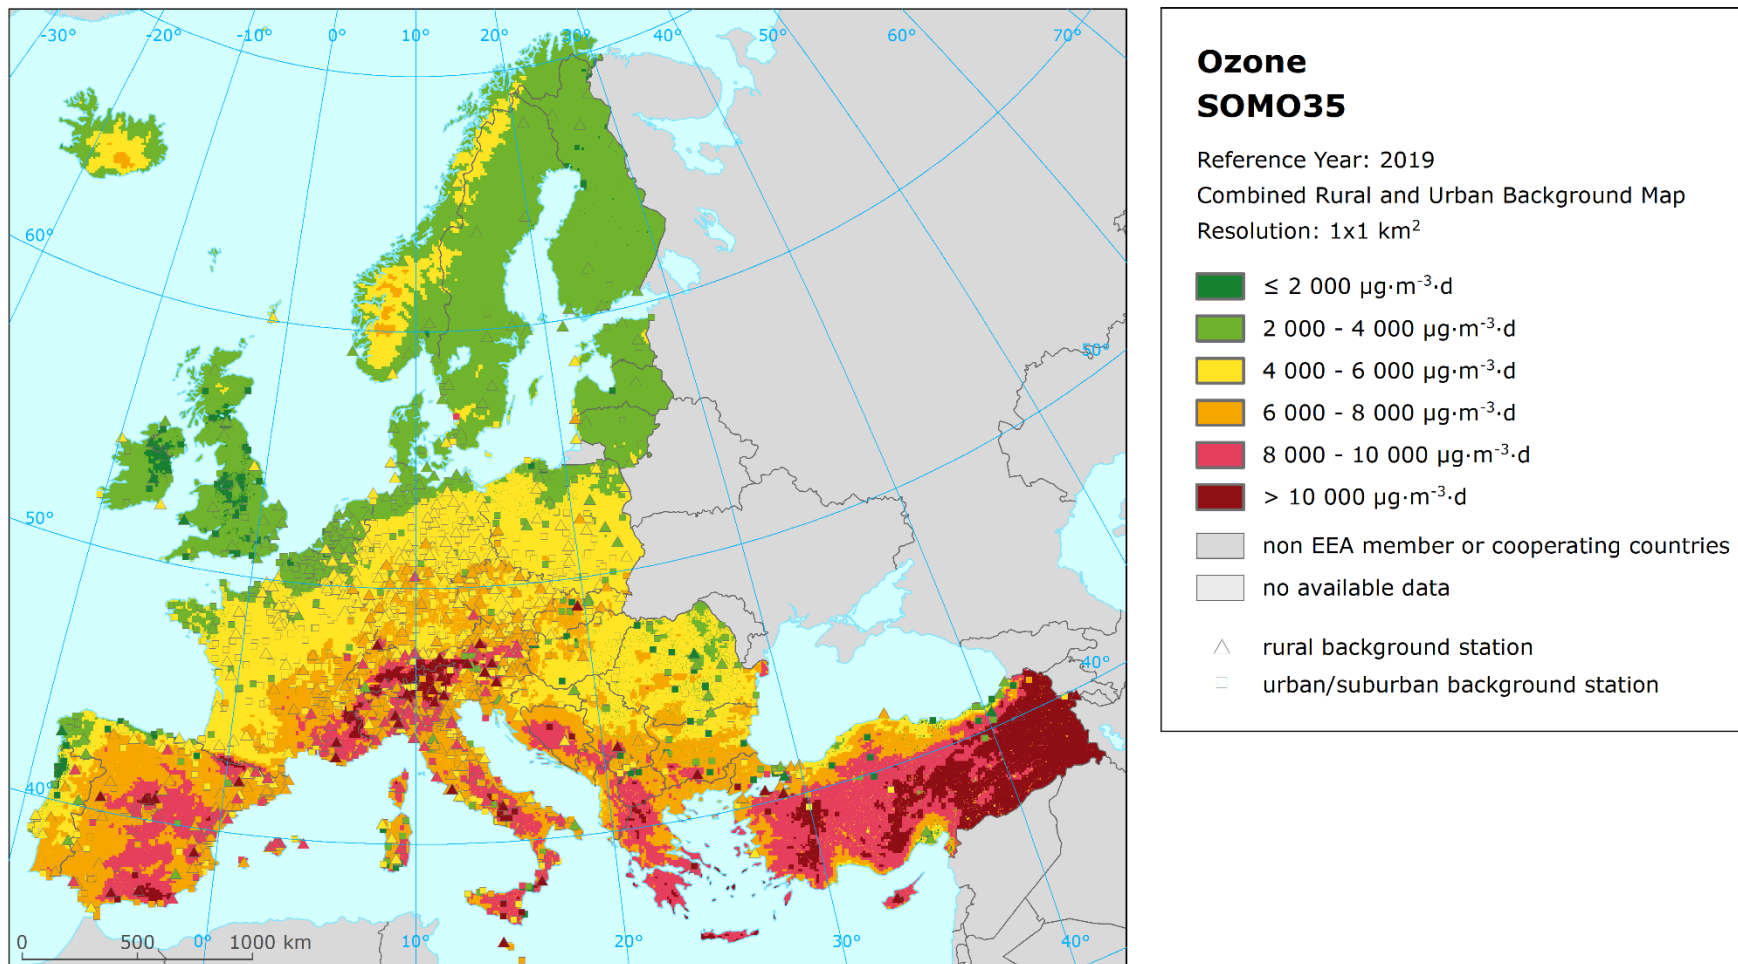 -30°
-20°
-10°
0°
10°
20°
30°
40°
50°
60°
70°
60°
50°
50°
40°
40°
0 500 1000 km
0°
10°
20°
30°
40°
Ozone
SOMO35
Reference Year: 2019
Combined Rural and Urban Background Map
Resolution: 1x1 km²
≤ 2 000 µg·m⁻³·d
2 000 - 4 000 µg·m⁻³·d
4 000 - 6 000 µg·m⁻³·d
6 000 - 8 000 µg·m⁻³·d
8 000 - 10 000 µg·m⁻³·d
> 10 000 µg·m⁻³·d
non EEA member or cooperating countries
no available data
rural background station
urban/suburban background station